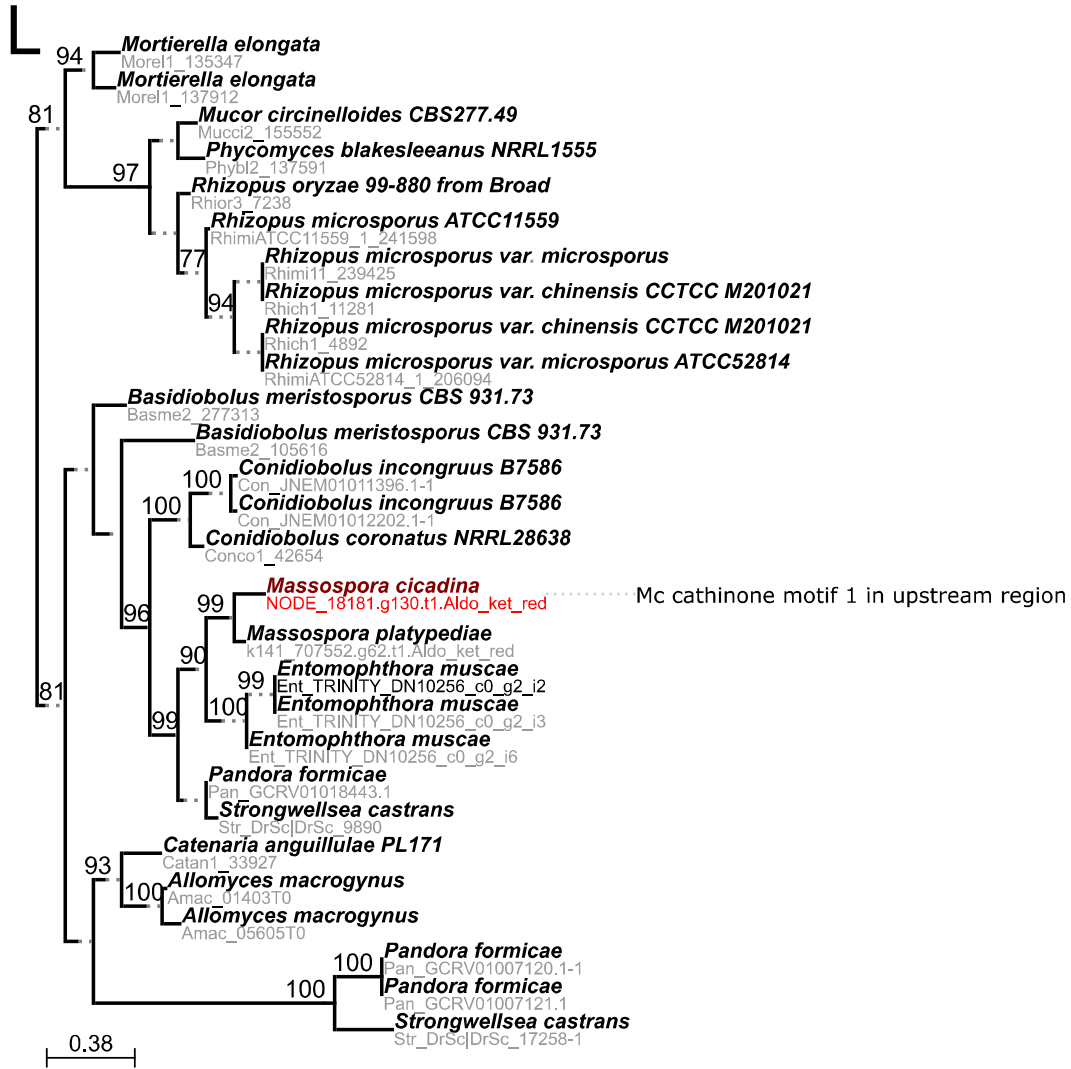 L
94
Mortierella elongata
Morel1_135347
Mortierella elongata
Morel1_137912
81
Mucor circinelloides CBS277.49
Mucci2_155552
Phycomyces blakesleeanus NRRL1555
Phybl2_137591
97
Rhizopus oryzae 99-880 from Broad
Rhior3_7238
Rhizopus microsporus ATCC11559
RhimiATCC11559_1_241598
77
Rhizopus microsporus var. microsporus
Rhimi11_239425
Rhizopus microsporus var. chinensis CCTCC M201021
Rhich1_11281
94
Rhizopus microsporus var. chinensis CCTCC M201021
Rhich1_4892
Rhizopus microsporus var. microsporus ATCC52814
RhimiATCC52814_1_206094
Basidiobolus meristosporus CBS 931.73
Basme2_277313
Basidiobolus meristosporus CBS 931.73
Basme2_105616
100
Conidiobolus incongruus B7586
Con_JNEM01011396.1-1
100
Conidiobolus incongruus B7586
Con_JNEM01012202.1-1
Conidiobolus coronatus NRRL28638
Conco1_42654
96
Massospora cicadina
NODE_18181.g130.t1.Aldo_ket_red
Mc cathinone motif 1 in upstream region
99
Massospora platypediae
k141_707552.g62.t1.Aldo_ket_red
90
Entomophthora muscae
Ent_TRINITY_DN10256_c0_g2_i2
99
Entomophthora muscae
Ent_TRINITY_DN10256_c0_g2_i3
81
100
99
Entomophthora muscae
Ent_TRINITY_DN10256_c0_g2_i6
Pandora formicae
Pan_GCRV01018443.1
Strongwellsea castrans
Str_DrSc|DrSc_9890
Catenaria anguillulae PL171
Catan1_33927
93
Allomyces macrogynus
Amac_01403T0
100
Allomyces macrogynus
Amac_05605T0
Pandora formicae
Pan_GCRV01007120.1-1
100
Pandora formicae
Pan_GCRV01007121.1
100
Strongwellsea castrans
Str_DrSc|DrSc_17258-1
0.38